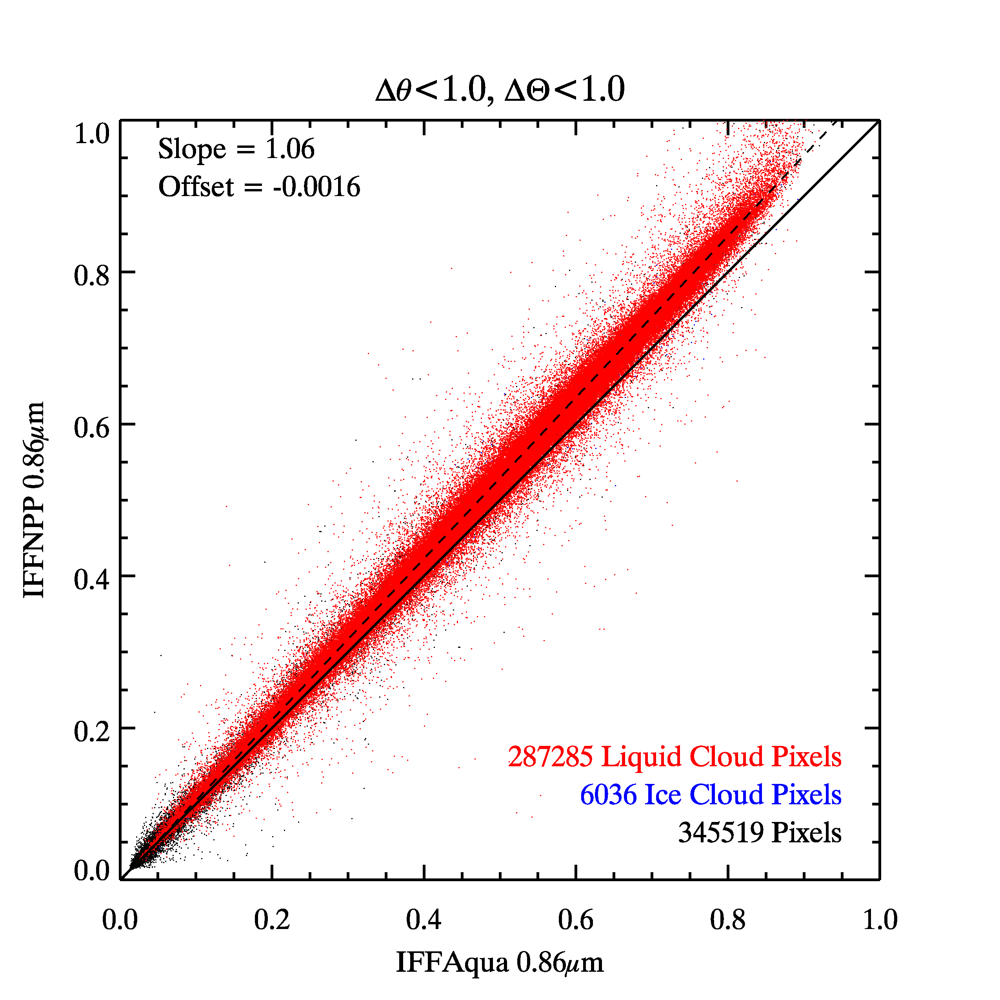 Δθ<1.0, ΔΘ<1.0
Slope = 1.06
Offset = -0.0016
1.0
0.8
0.6
0.4
0.2
0.0
IFFNPP 0.86μm
287285 Liquid Cloud Pixels
6036 Ice Cloud Pixels
345519 Pixels
0.0 0.2 0.4 0.6 0.8 1.0
IFFAqua 0.86μm